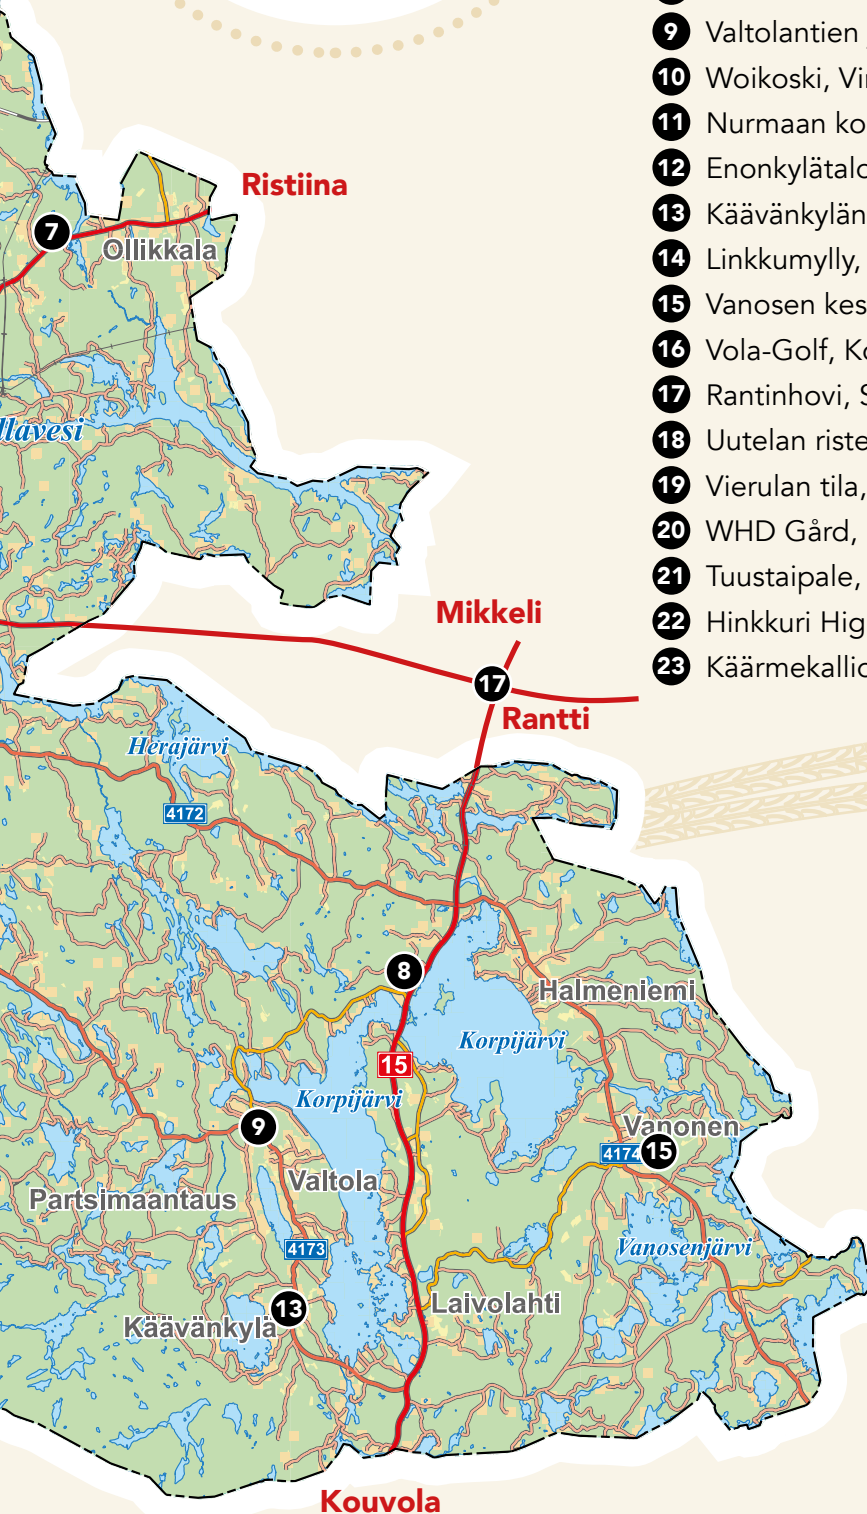 9 Valtolantien
10 Woikoski, Vi
11 Nurmaan ko
12 Enonkylätalo
13 Käävänkylän
14 Linkkumylly,
15 Vanosen kes
16 Vola-Golf, Ko
17 Rantinhovi, S
18 Uutelan riste
19 Vierulan tila,
20 WHD Gård,
21 Tuustaipale,
22 Hinkkuri Hig
23 Käärmekallio
Ristiina
7
Ollikkala
llavesi
Mikkeli
17
Rantti
Herajärvi
4172
8
Halmeniemi
Korpijärvi
15
Korpijärvi
9
Vanonen
4174
15
Valtola
Partsimaantaus
4173
Vanosenjärvi
13
Laivolahti
Käävänkylä
Kouvola